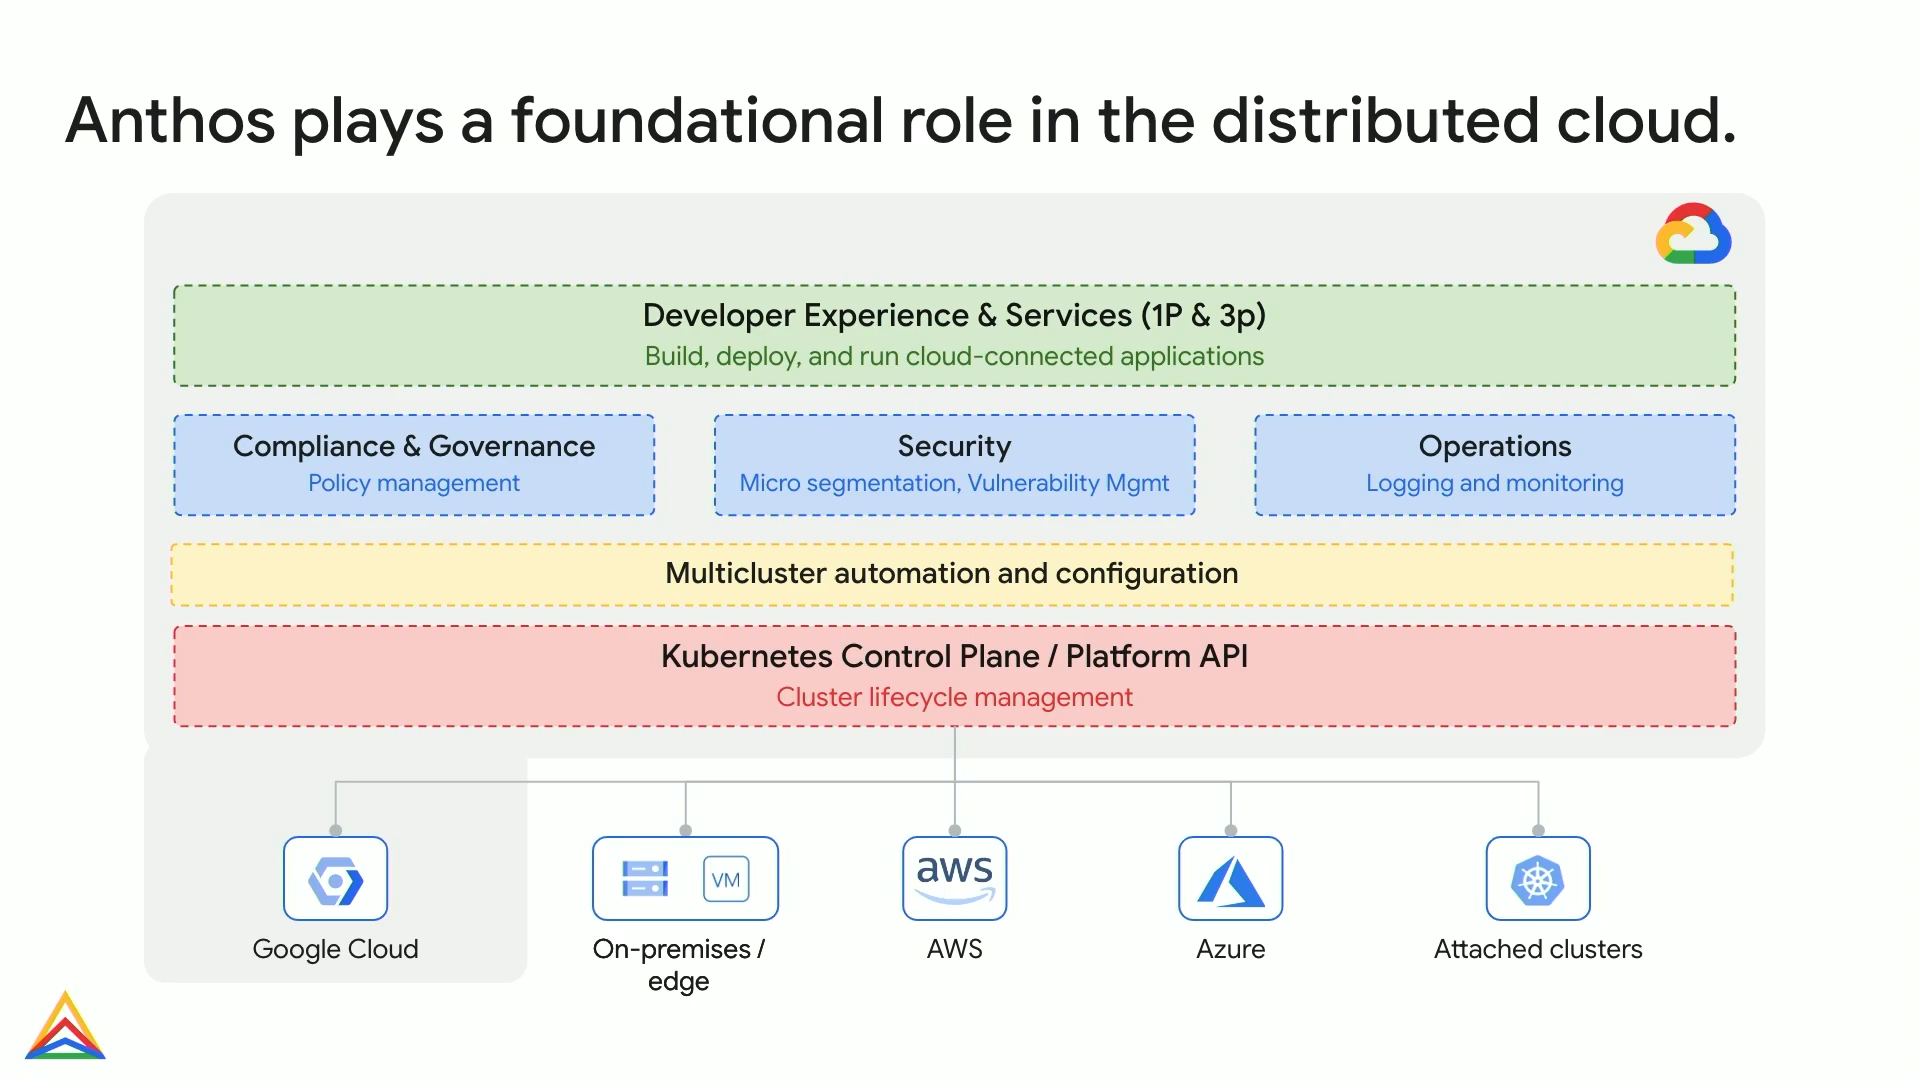 Anthos plays a foundational role in the distributed cloud.
Developer Experience & Services (1P & 3p)
Build, deploy, and run cloud-connected applications
Compliance & Governance
Policy management
Security
Micro segmentation, Vulnerability Mgmt
Operations
Logging and monitoring
Multicluster automation and configuration
Kubernetes Control Plane / Platform API
Cluster lifecycle management
VM
aws
Google Cloud
On-premises /
edge
AWS
Azure
Attached clusters